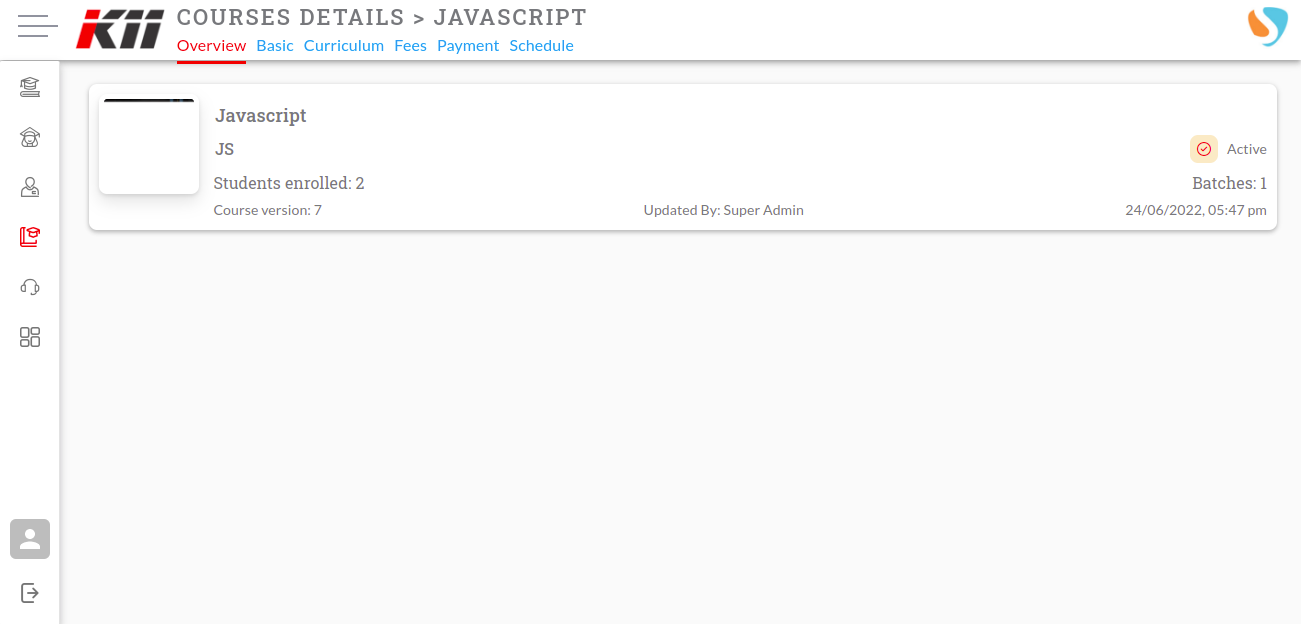 KII
COURSES DETAILS > JAVASCRIPT
Overview Basic Curriculum Fees Payment Schedule
Javascript
JS
Active
Students enrolled: 2
Batches: 1
Course version: 7
Updated By: Super Admin
24/06/2022, 05:47 pm